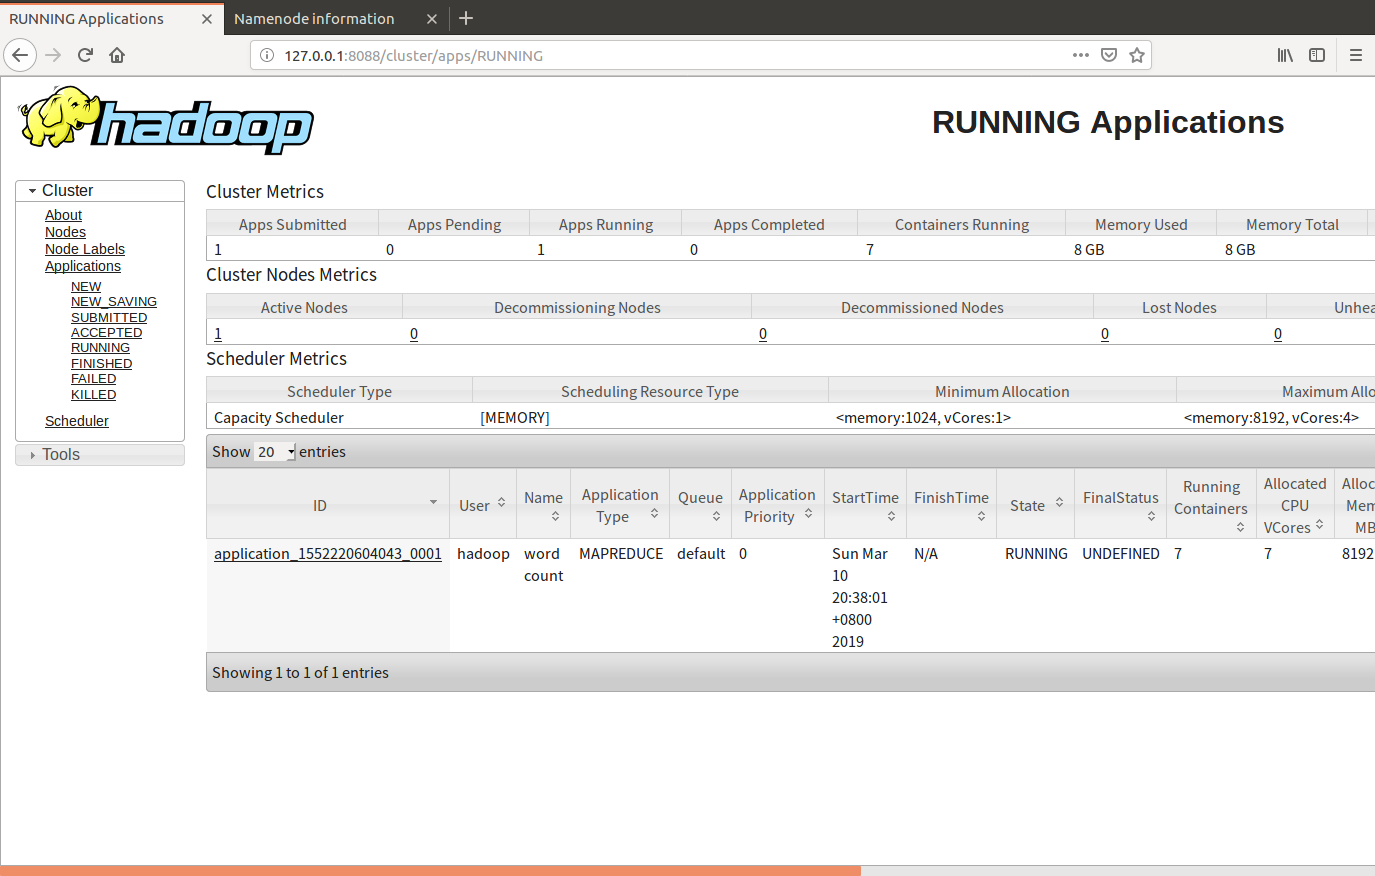 RUNNING Applications
Namenode information
127.0.0.1:8088/cluster/apps/RUNNING
hadoop
RUNNING Applications
Cluster
About
Nodes
Node Labels
Applications
NEW
NEW_SAVING
SUBMITTED
ACCEPTED
RUNNING
FINISHED
FAILED
KILLED
Scheduler
Tools
Cluster Metrics
Apps Submitted Apps Pending Apps Running Apps Completed Containers Running Memory Used Memory Total
1 0 1 0 7 8 GB 8 GB
Cluster Nodes Metrics
Active Nodes Decommissioning Nodes Decommissioned Nodes Lost Nodes Unhea
1 0 0 0 0
Scheduler Metrics
Scheduler Type Scheduling Resource Type Minimum Allocation Maximum Allo
Capacity Scheduler [MEMORY] <memory:1024, vCores:1> <memory:8192, vCores:4>
Show 20 entries
ID User Name Application Type Queue Application Priority StartTime FinishTime State FinalStatus Running Containers Allocated CPU VCores Alloc Mem MB
application_1552220604043_0001 hadoop word count MAPREDUCE default 0 Sun Mar 10 20:38:01 +0800 2019 N/A RUNNING UNDEFINED 7 7 8192
Showing 1 to 1 of 1 entries